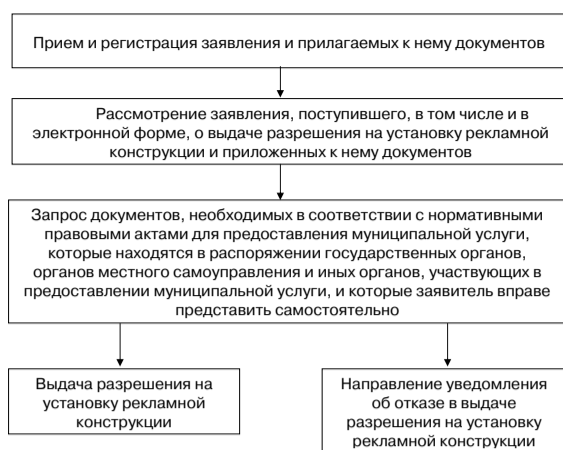 Прием и регистрация заявления и прилагаемых к нему документов
Рассмотрение заявления, поступившего, в том числе и в
электронной форме, о выдаче разрешения на установку рекламной
конструкции и приложенных к нему документов
Запрос документов, необходимых в соответствии с нормативными
правовыми актами для предоставления муниципальной услуги,
которые находятся в распоряжении государственных органов,
органов местного самоуправления и иных органов, участвующих в
предоставлении муниципальной услуги, и которые заявитель вправе
представить самостоятельно
Выдача разрешения на
установку рекламной
конструкции
Направление уведомления
об отказе в выдаче
разрешения на установку
рекламной конструкции